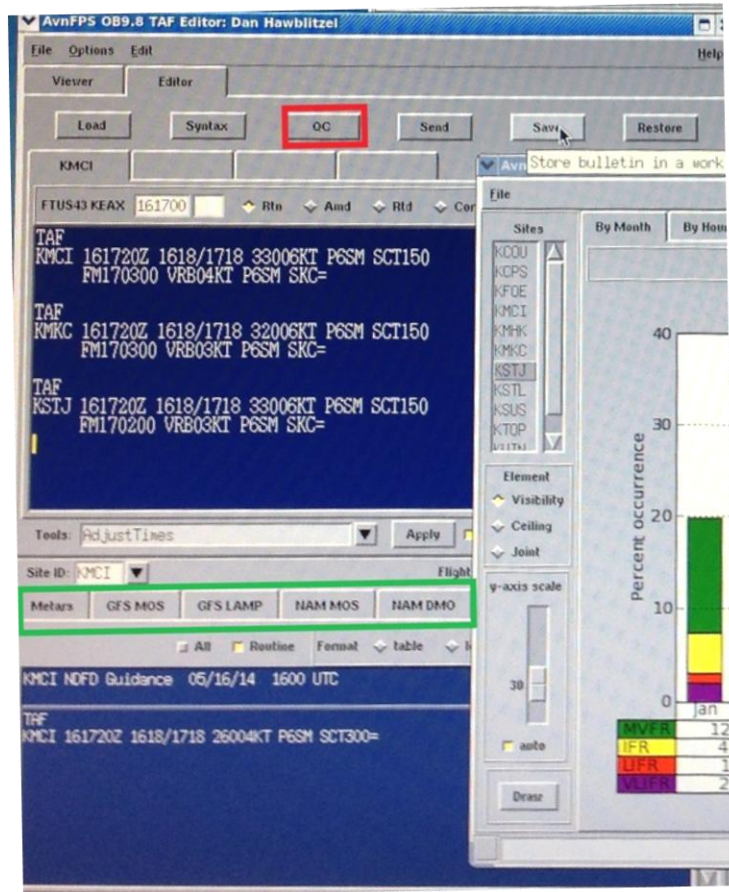 AvnFPS OB9.8 TAF Editor: Dan Hawblitzel
File Options Edit
Help
Viewer Editor
Load Syntax QC Send Save Restore
Store bulletin in a work
KMCI
FTUS43 KEAX 161700 Rtn Amd Rtd Cor
TAF
KMCI 161720Z 1618/1718 33006KT P6SM SCT150
FM170300 VRB04KT P6SM SKC=
TAF
KMKC 161720Z 1618/1718 32006KT P6SM SCT150
FM170300 VRB03KT P6SM SKC=
TAF
KSTJ 161720Z 1618/1718 33006KT P6SM SCT150
FM170200 VRB03KT P6SM SKC=
Tools: AdjustTimes Apply
Site ID: KMCI Flight
Metars GFS MOS GFS LAMP NAM MOS NAM DMO
All Routine Format table
KMCI NDFD Guidance 05/16/14 1600 UTC
TAF
KMCI 161720Z 1618/1718 26004KT P6SM SCT300=
Avn
File
Sites
KCOU
KCPS
KFOE
KMCI
KMHK
KMKC
KSTJ
KSTL
KSUS
KTOP
Element
Visibility
Ceiling
Joint
y-axis scale
30
auto
Draw
By Month By Hour
Percent occurrence
40
30
20
10
0
Jan
MVFR 12
IFR 4
LIFR 1
VLIFR 2